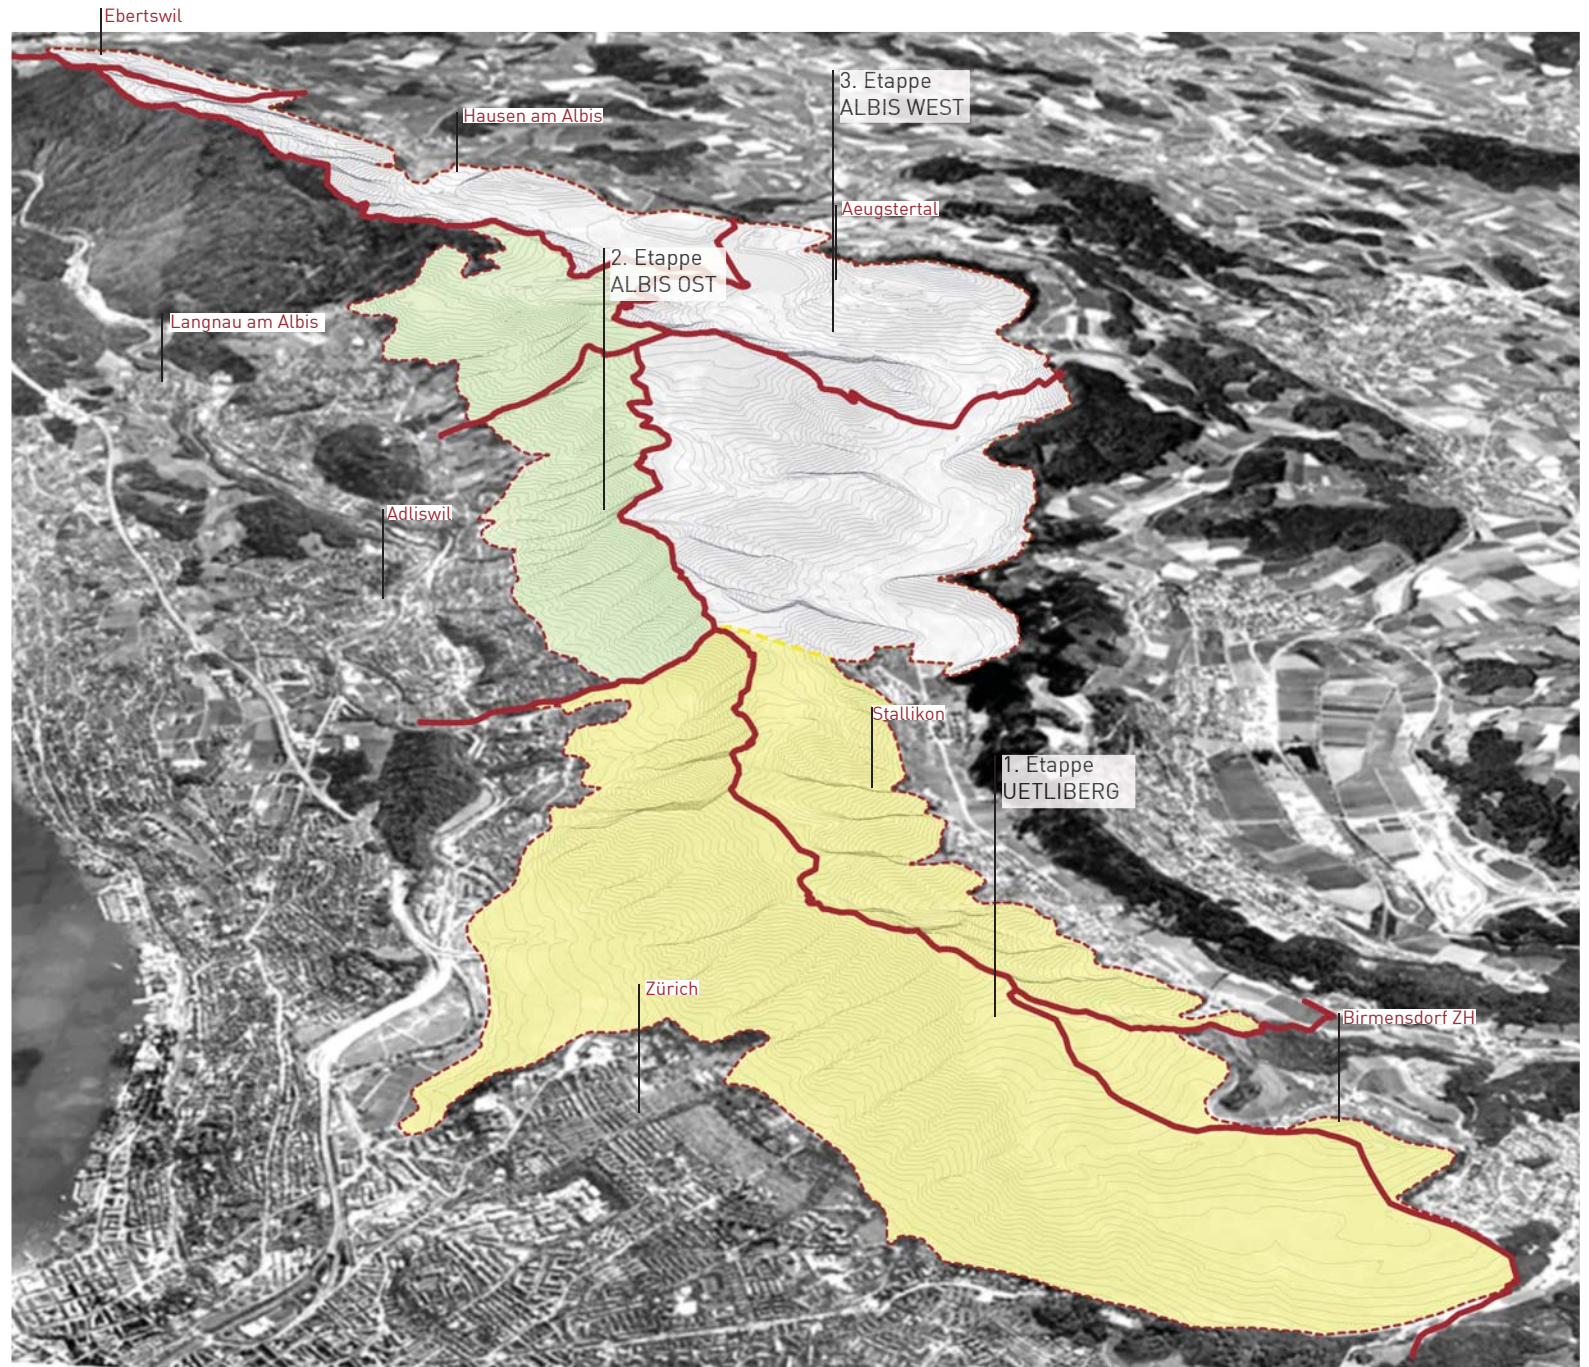 Ebertswil
3. Etappe
ALBIS WEST
Hausen am Albis
Aeugstertal
2. Etappe
ALBIS OST
Langnau am Albis
Adliswil
Stallikon
1. Etappe
UETLIBERG
Zürich
Birmensdorf ZH